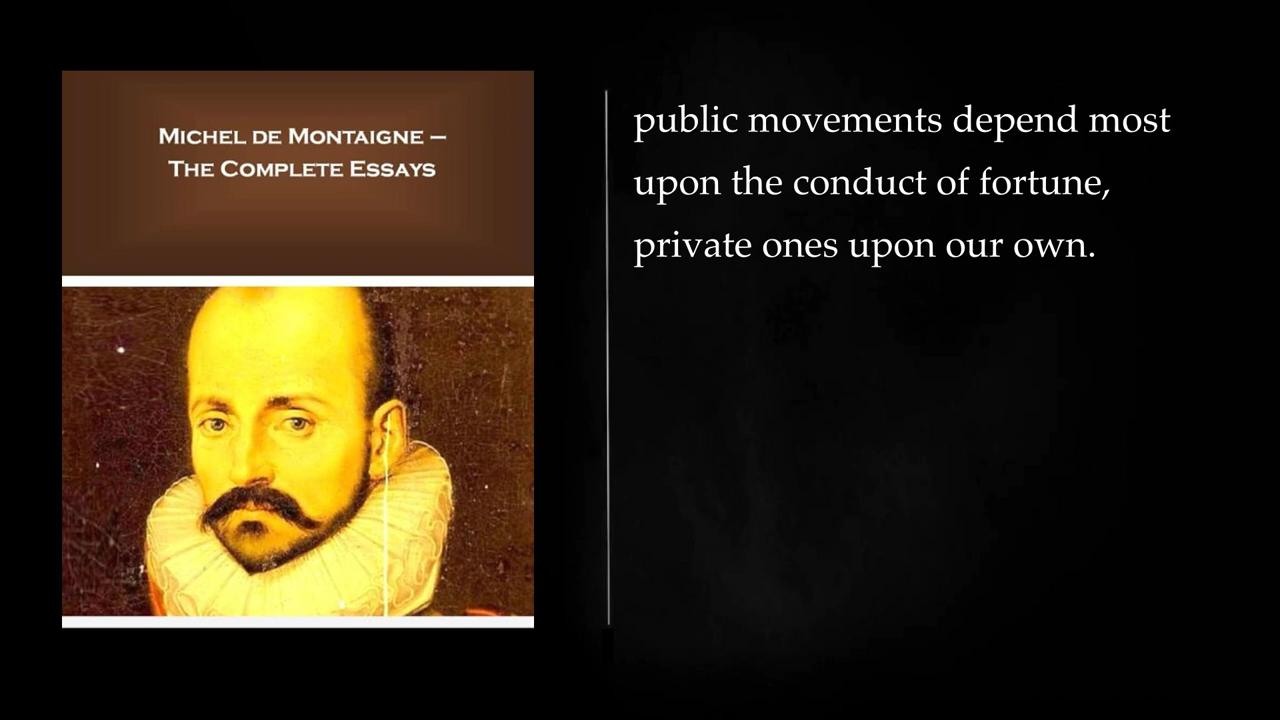 MICHEL DE MONTAIGNE –
THE COMPLETE ESSAYS
public movements depend most
upon the conduct of fortune,
private ones upon our own.